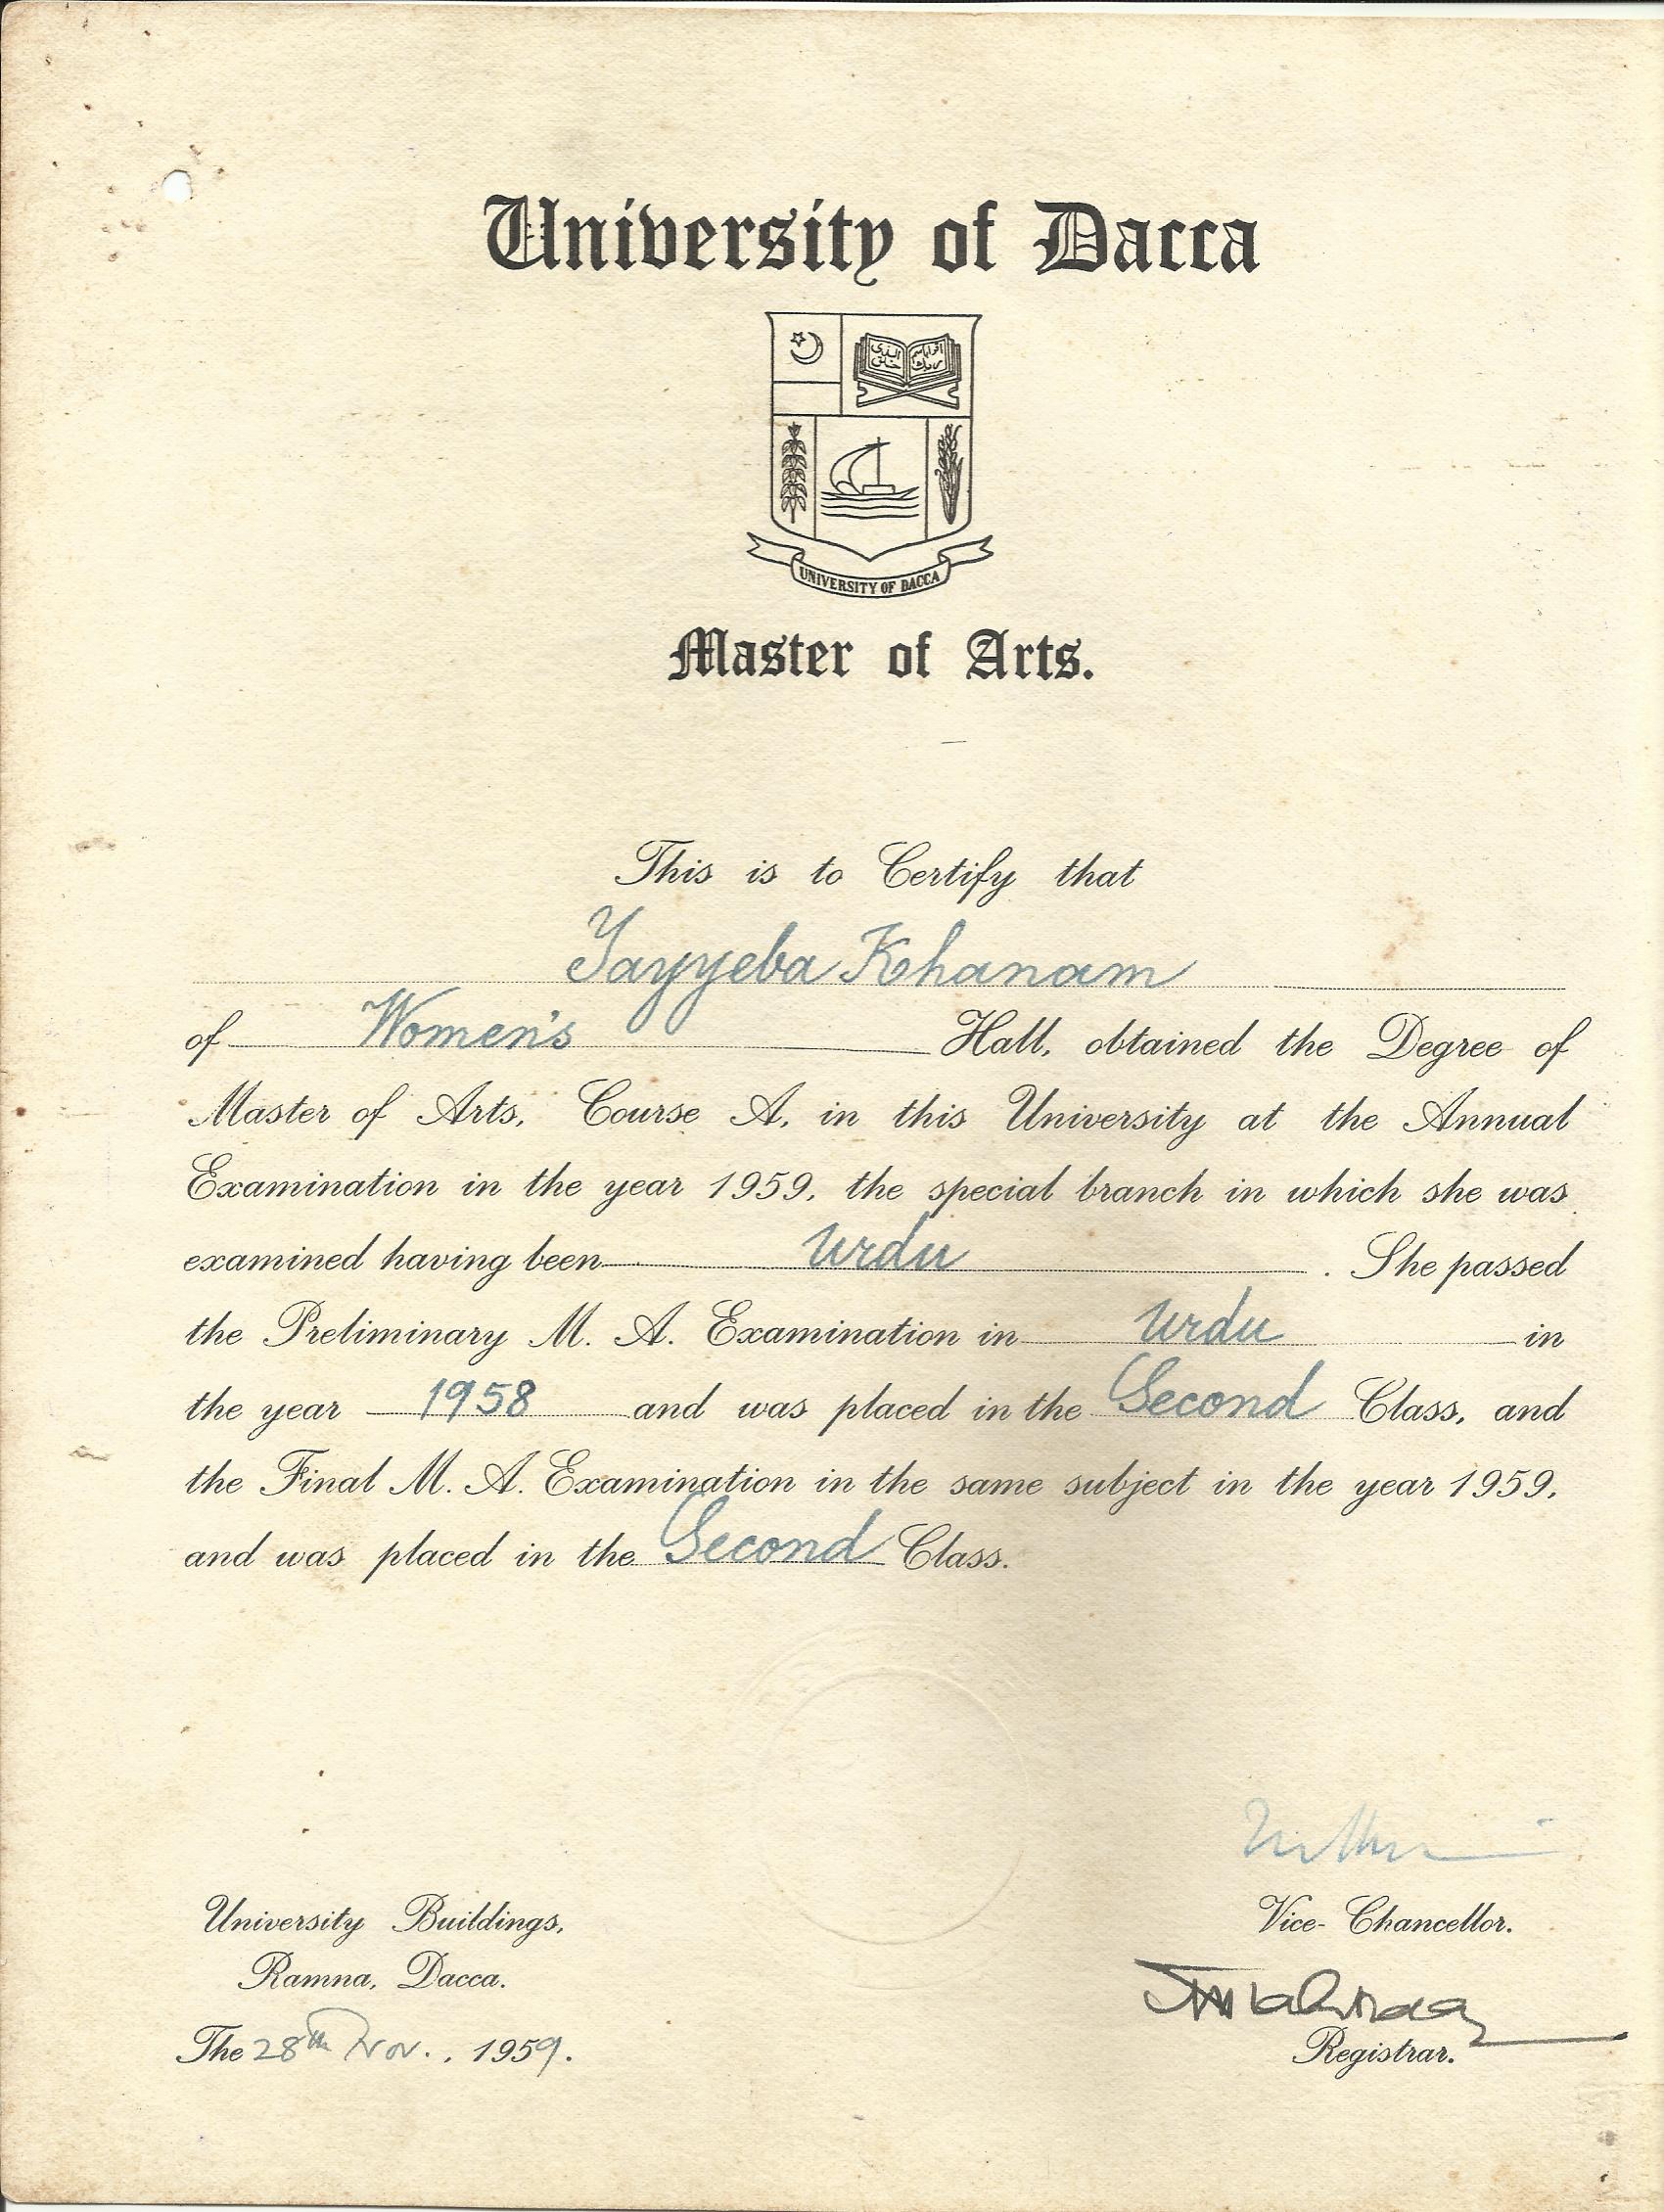 University of Dacca
الذى
خلق
اقرا باسم
ربك
UNIVERSITY OF DACCA
Master of Arts.
This is to Certify that
Tayyeba Khanam
of Women's Hall, obtained the Degree of
Master of Arts, Course A, in this University at the Annual
Examination in the year 1959, the special branch in which she was
examined having been Urdu. She passed
the Preliminary M. A. Examination in Urdu in
the year 1958 and was placed in the Second Class, and
the Final M. A. Examination in the same subject in the year 1959,
and was placed in the Second Class.
University Buildings,
Ramna, Dacca.
The 28th Nov., 1959.
Vice-Chancellor.
Registrar.